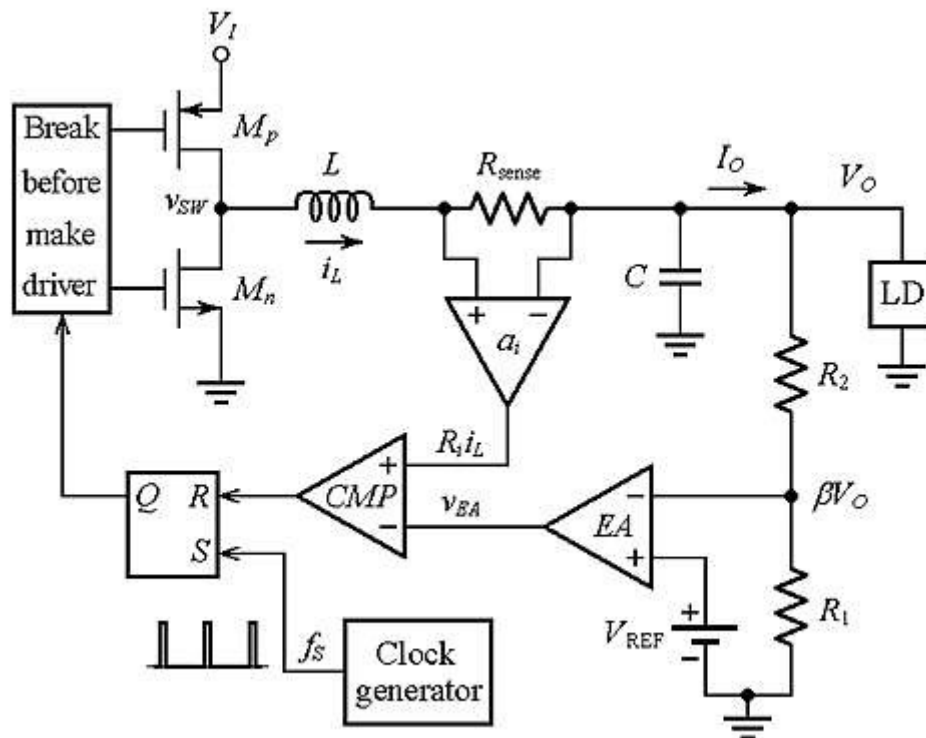 V_I
Break
before
make
driver
M_p
v_SW
M_n
L
i_L
R_sense
I_O
V_O
+ −
a_i
C
LD
R_2
R_i i_L
Q R
S
+
CMP
−
v_EA
−
EA
+
βV_O
R_1
+
V_REF
−
f_S
Clock
generator